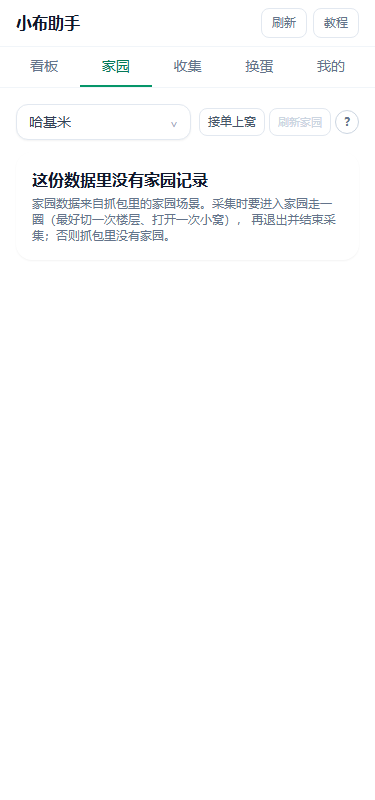 小布助手
刷新
教程
看板
家园
收集
换蛋
我的
哈基米
接单上窝
刷新家园
?
这份数据里没有家园记录
家园数据来自抓包里的家园场景。采集时要进入家园走一
圈（最好切一次楼层、打开一次小窝），再退出并结束采
集；否则抓包里没有家园。